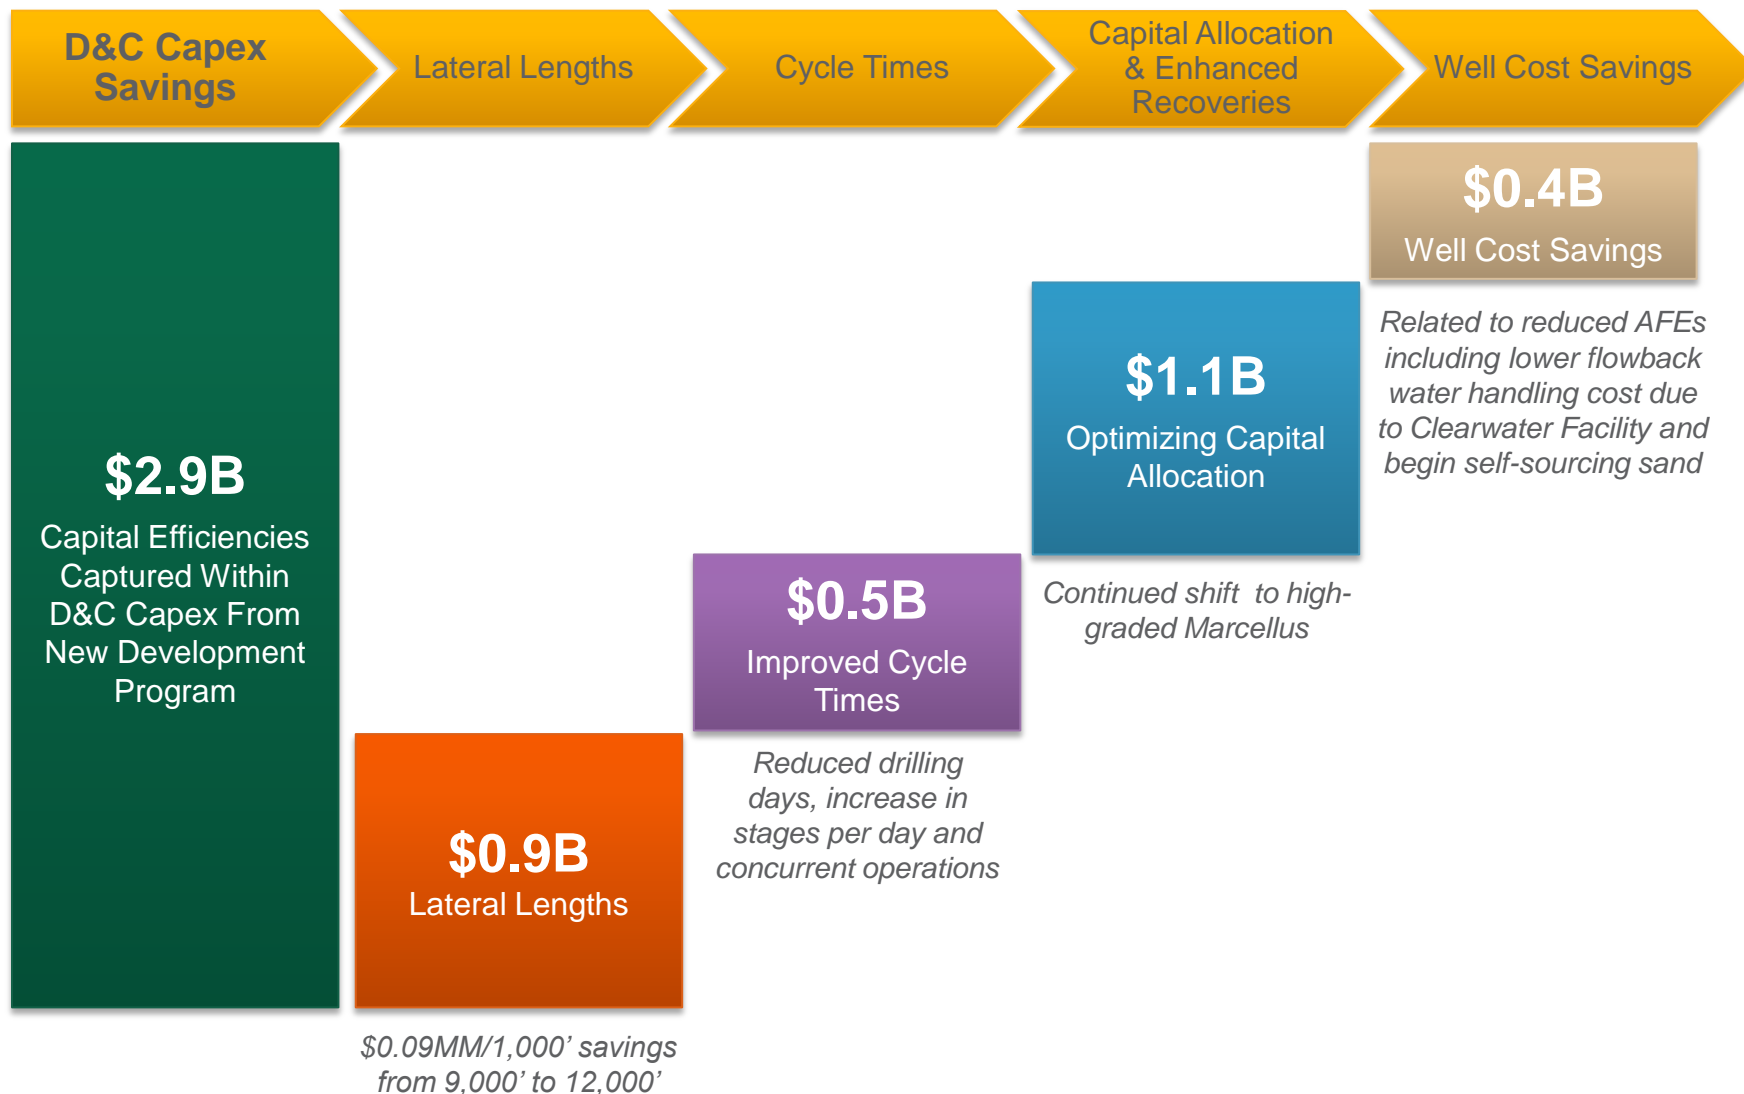 D&C Capex
Savings
Lateral Lengths
Cycle Times
Capital Allocation
& Enhanced
Recoveries
Well Cost Savings
$2.9B
Capital Efficiencies
Captured Within
D&C Capex From
New Development
Program
$0.9B
Lateral Lengths
$0.09MM/1,000’ savings
from 9,000’ to 12,000’
$0.5B
Improved Cycle
Times
Reduced drilling
days, increase in
stages per day and
concurrent operations
$1.1B
Optimizing Capital
Allocation
Continued shift  to high-
graded Marcellus
$0.4B
Well Cost Savings
Related to reduced AFEs
including lower flowback
water handling cost due
to Clearwater Facility and
begin self-sourcing sand